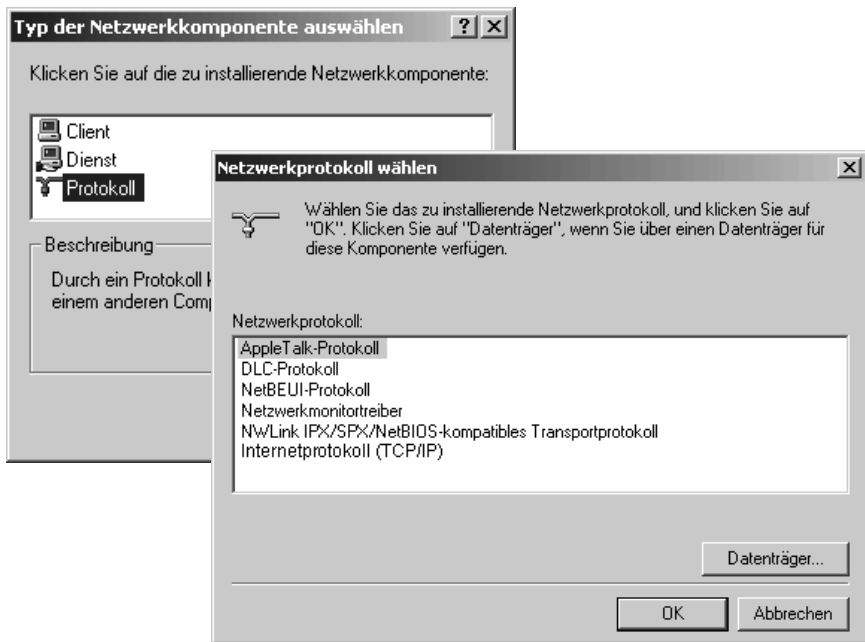 Typ der Netzwerkkomponente auswählen
Klicken Sie auf die zu installierende Netzwerkkomponente:
Client
Dienst
Protokoll
Beschreibung
Durch ein Protokoll
einem anderen
Netzwerkprotokoll wählen
Wählen Sie das zu installierende Netzwerkprotokoll, und klicken Sie auf
"OK". Klicken Sie auf "Datenträger", wenn Sie über einen Datenträger für
diese Komponente verfügen.
Netzwerkprotokoll:
AppleTalk-Protokoll
DLC-Protokoll
NetBEUI-Protokoll
Netzwerkmonitortreiber
NWLink IPX/SPX/NetBIOS-kompatibles Transportprotokoll
Internetprotokoll (TCP/IP)
Datenträger...
OK
Abbrechen